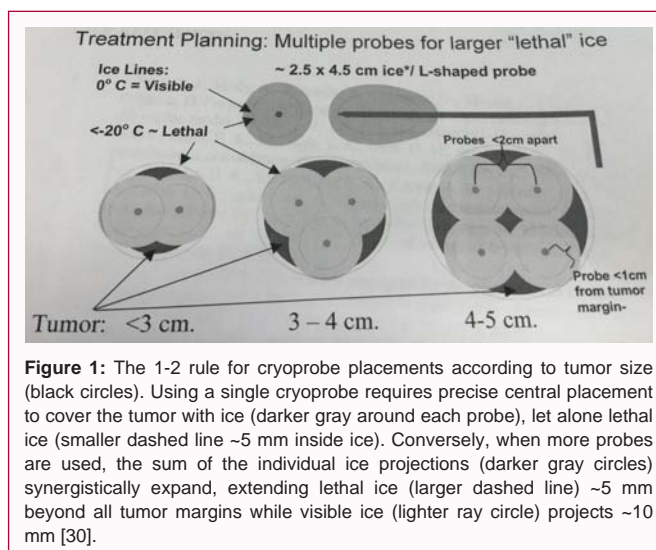 Treatment Planning: Multiple probes for larger "lethal" ice
Ice Lines:
0° C = Visible
~ 2.5 x 4.5 cm ice*/ L-shaped probe
<-20° C ~ Lethal
Probes <2cm apart
Probe <1cm
from tumor
margin-
Tumor: <3 cm. 3 – 4 cm. 4-5 cm.
Figure 1: The 1-2 rule for cryoprobe placements according to tumor size
(black circles). Using a single cryoprobe requires precise central placement
to cover the tumor with ice (darker gray around each probe), let alone lethal
ice (smaller dashed line ~5 mm inside ice). Conversely, when more probes
are used, the sum of the individual ice projections (darker gray circles)
synergistically expand, extending lethal ice (larger dashed line) ~5 mm
beyond all tumor margins while visible ice (lighter ray circle) projects ~10
mm [30].